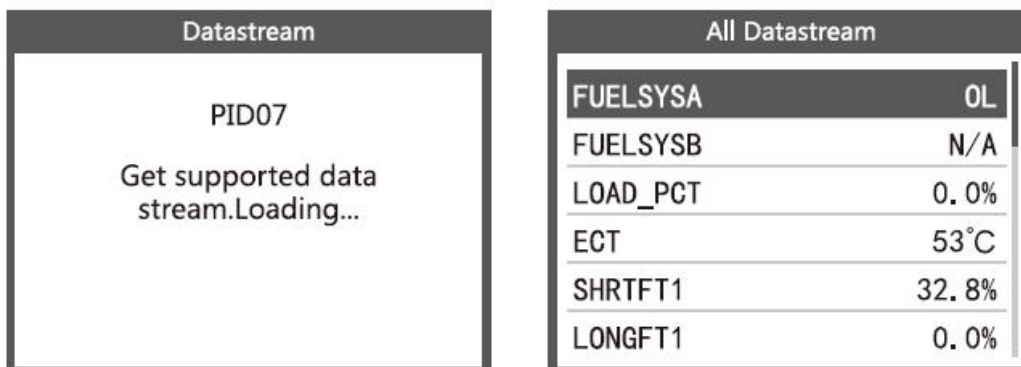 Datastream
PID07
Get supported data
stream.Loading...
All Datastream
FUELSYSA OL
FUELSYSB N/A
LOAD_PCT 0.0%
ECT 53°C
SHRTFT1 32.8%
LONGFT1 0.0%